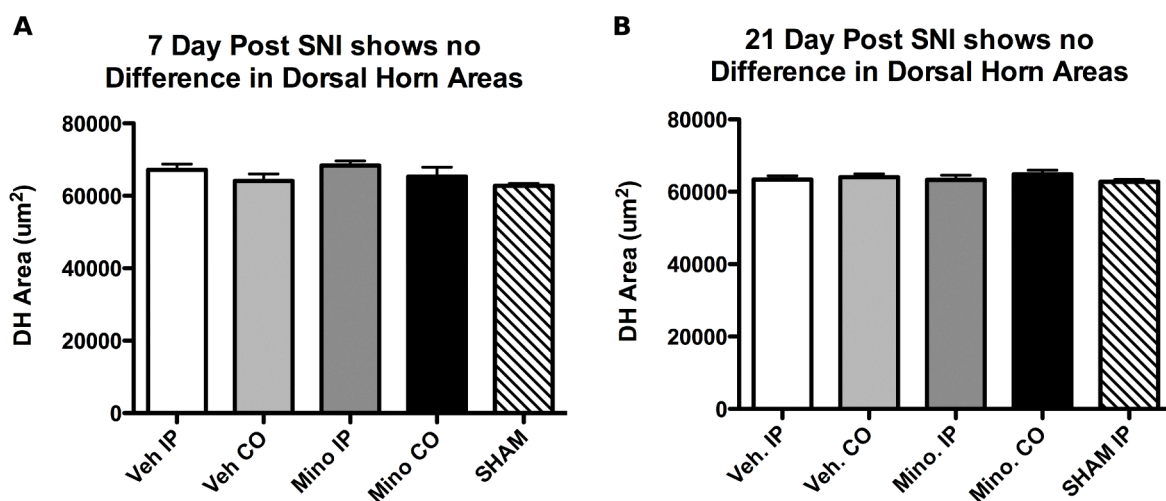 A
7 Day Post SNI shows no
Difference in Dorsal Horn Areas
DH Area (um²)
80000
60000
40000
20000
0
Veh IP
Veh CO
Mino IP
Mino CO
SHAM
B
21 Day Post SNI shows no
Difference in Dorsal Horn Areas
DH Area (um²)
80000
60000
40000
20000
0
Veh. IP
Veh. CO
Mino. IP
Mino. CO
SHAM IP